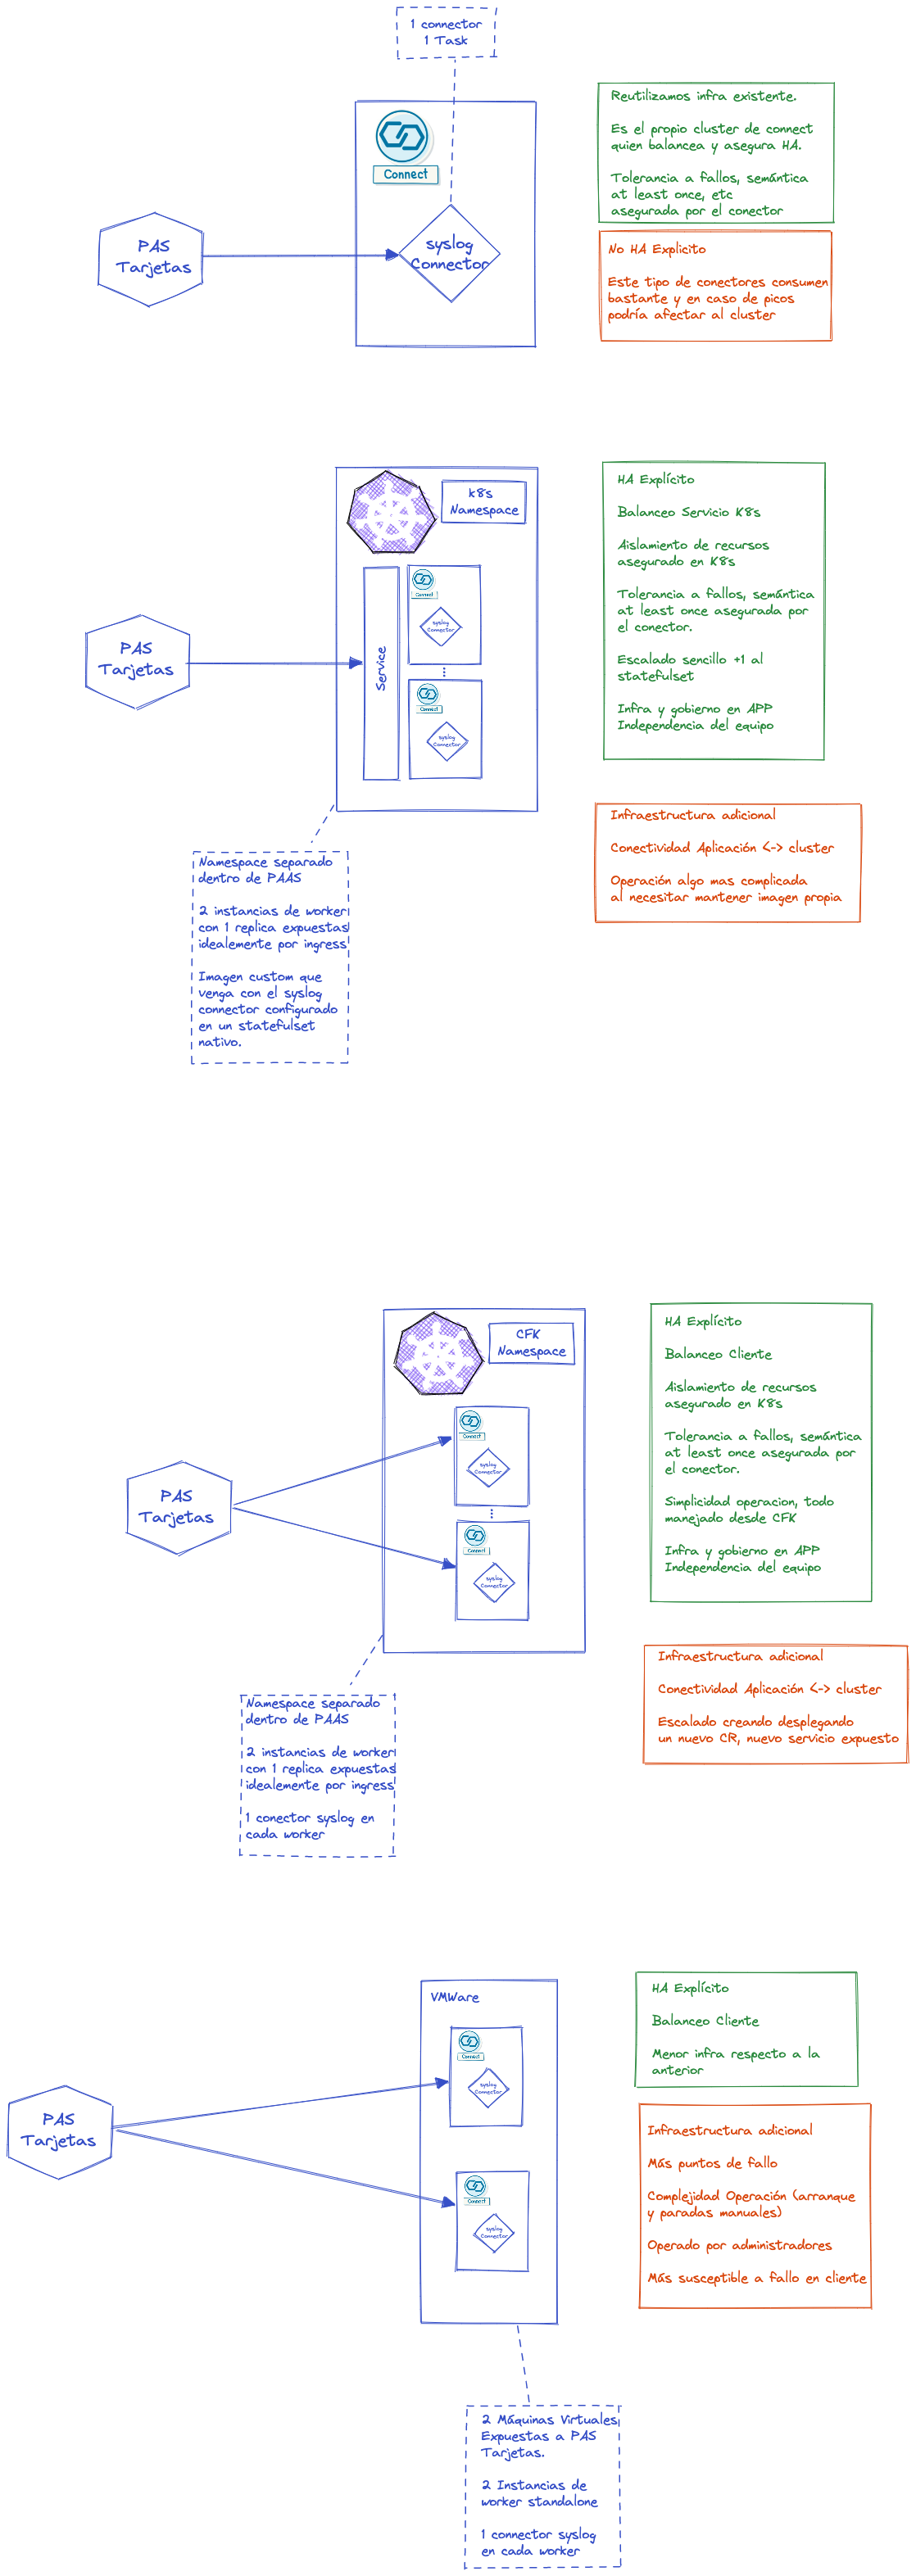 1 connector
1 Task
Connect
PAS
Tarjetas
syslog
Connector
Reutilizamos infra existente.
Es el propio cluster de connect
quien balancea y asegura HA.
Tolerancia a fallos, semántica
at least once, etc
asegurada por el conector
No HA Explicito
Este tipo de conectores consumen
bastante y en caso de picos
podría afectar al cluster
k8s
Namespace
PAS
Tarjetas
Service
Connect
syslog
Connector
Connect
syslog
Connector
HA Explícito
Balanceo Servicio K8s
Aislamiento de recursos
asegurado en K8s
Tolerancia a fallos, semántica
at least once asegurada por
el conector.
Escalado sencillo +1 al
statefulset
Infra y gobierno en APP
Independencia del equipo
Infraestructura adicional
Conectividad Aplicación <-> cluster
Operación algo mas complicada
al necesitar mantener imagen propia
Namespace separado
dentro de PAAS
2 instancias de worker
con 1 replica expuestas
idealemente por ingress
Imagen custom que
venga con el syslog
connector configurado
en un statefulset
nativo.
CFK
Namespace
PAS
Tarjetas
Connect
syslog
Connector
Connect
syslog
Connector
HA Explícito
Balanceo Cliente
Aislamiento de recursos
asegurado en K8s
Tolerancia a fallos, semántica
at least once asegurada por
el conector.
Simplicidad operacion, todo
manejado desde CFK
Infra y gobierno en APP
Independencia del equipo
Infraestructura adicional
Conectividad Aplicación <-> cluster
Escalado creando desplegando
un nuevo CR, nuevo servicio expuesto
Namespace separado
dentro de PAAS
2 instancias de worker
con 1 replica expuestas
idealemente por ingress
1 conector syslog en
cada worker
VMWare
PAS
Tarjetas
Connect
syslog
Connector
Connect
syslog
Connector
HA Explícito
Balanceo Cliente
Menor infra respecto a la
anterior
Infraestructura adicional
Más puntos de fallo
Complejidad Operación (arranque
y paradas manuales)
Operado por administradores
Más susceptible a fallo en cliente
2 Máquinas Virtuales
Expuestas a PAS
Tarjetas.
2 Instancias de
worker standalone
1 connector syslog
en cada worker